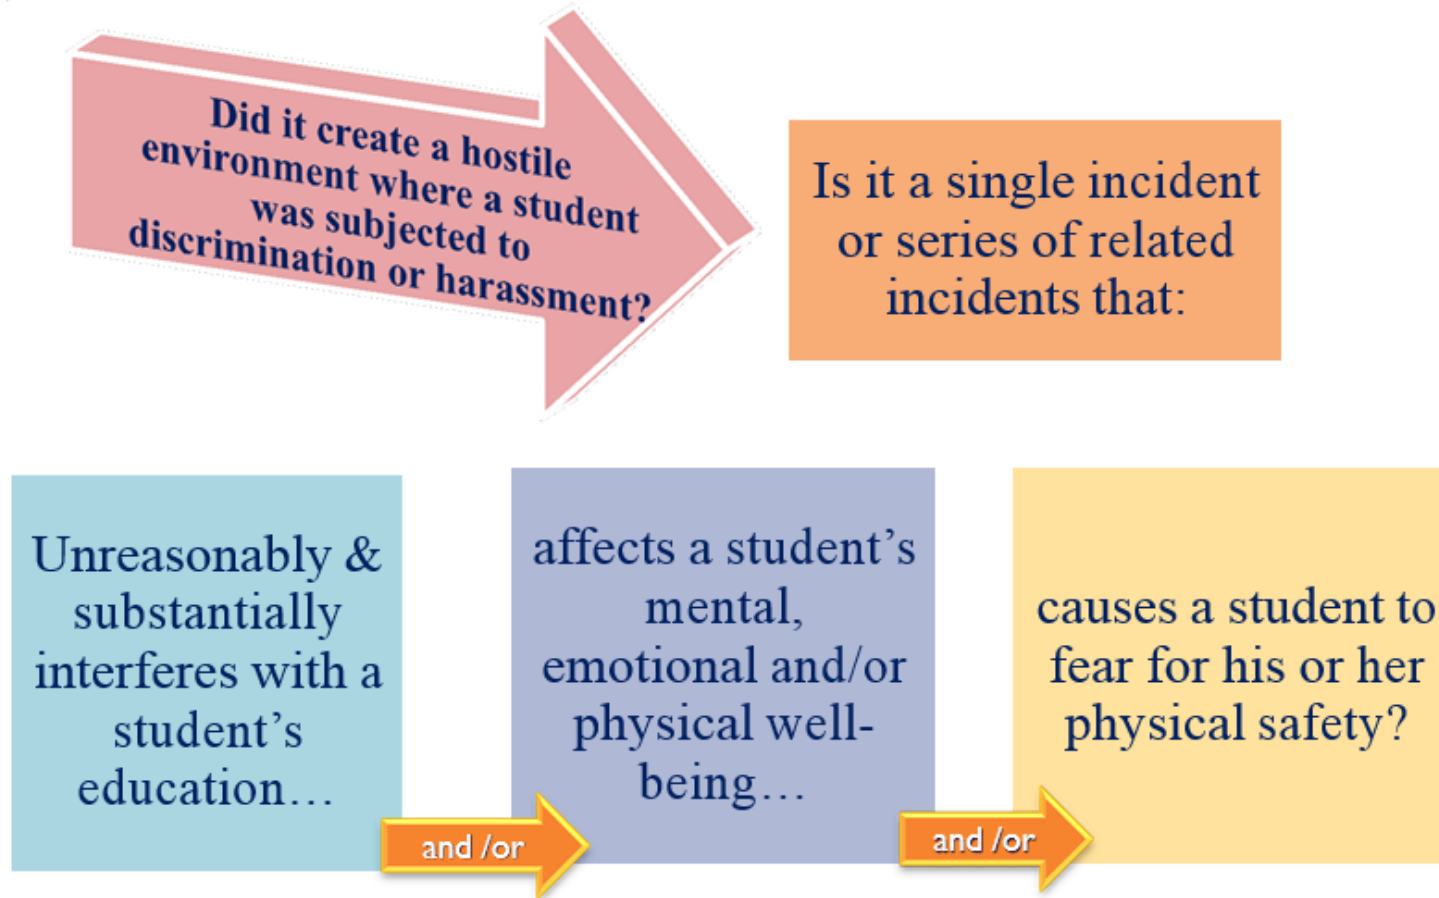 Did it create a hostile
environment where a student
was subjected to
discrimination or harassment?
Is it a single incident
or series of related
incidents that:
Unreasonably &
substantially
interferes with a
student’s
education…
and /or
affects a student’s
mental,
emotional and/or
physical well-
being…
and /or
causes a student to
fear for his or her
physical safety?